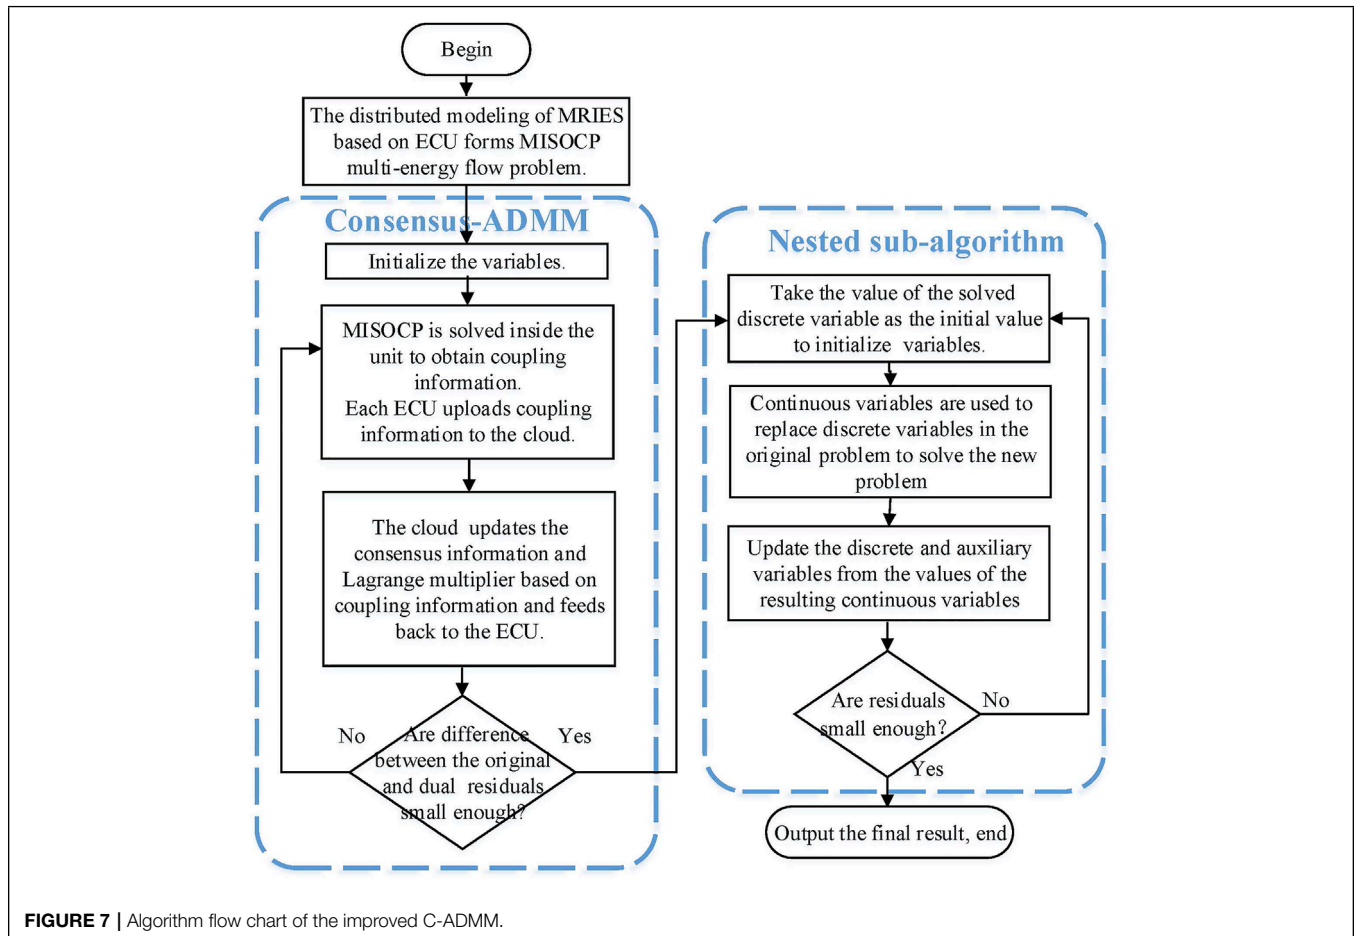 Begin
The distributed modeling of MRIES
based on ECU forms MISOCP
multi-energy flow problem.
Consensus-ADMM
Initialize the variables.
MISOCP is solved inside the
unit to obtain coupling
information.
Each ECU uploads coupling
information to the cloud.
The cloud updates the
consensus information and
Lagrange multiplier based on
coupling information and feeds
back to the ECU.
No
Are difference
between the original
and dual residuals
small enough?
Yes
Nested sub-algorithm
Take the value of the solved
discrete variable as the initial value
to initialize variables.
Continuous variables are used to
replace discrete variables in the
original problem to solve the new
problem
Update the discrete and auxiliary
variables from the values of the
resulting continuous variables
Are residuals
small enough?
No
Yes
Output the final result, end
FIGURE 7 | Algorithm flow chart of the improved C-ADMM.